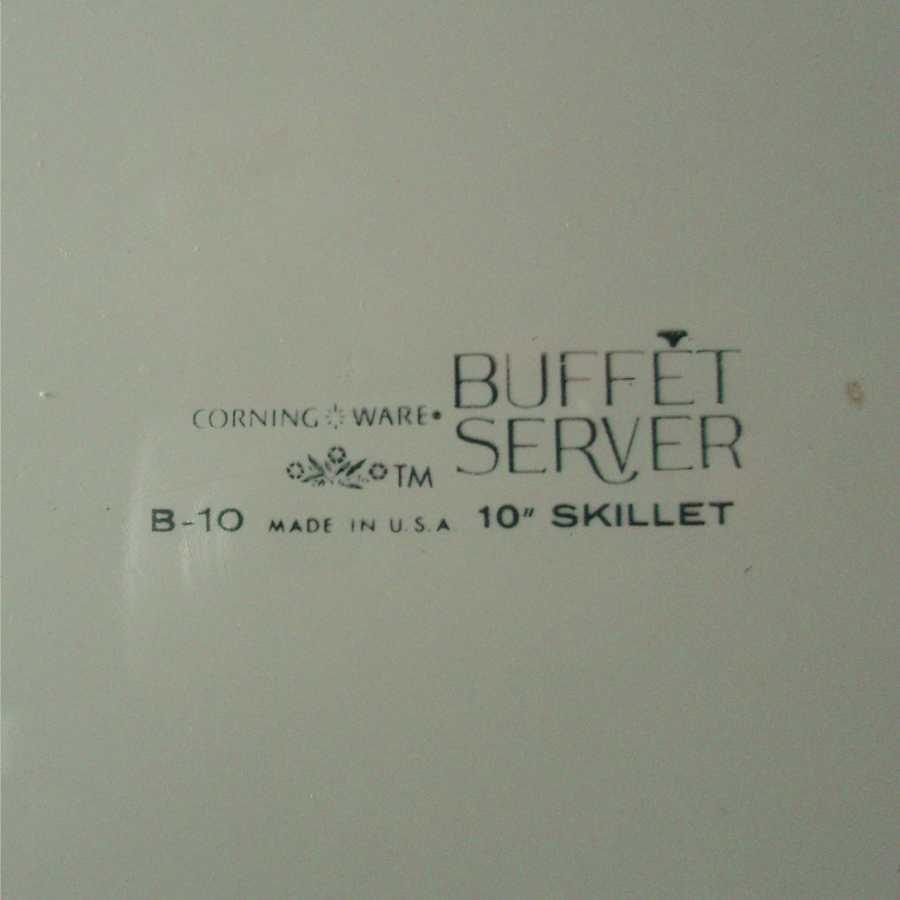 BUFFET
CORNING WARE®
SERVER
TM
B-10 MADE IN U.S.A. 10" SKILLET